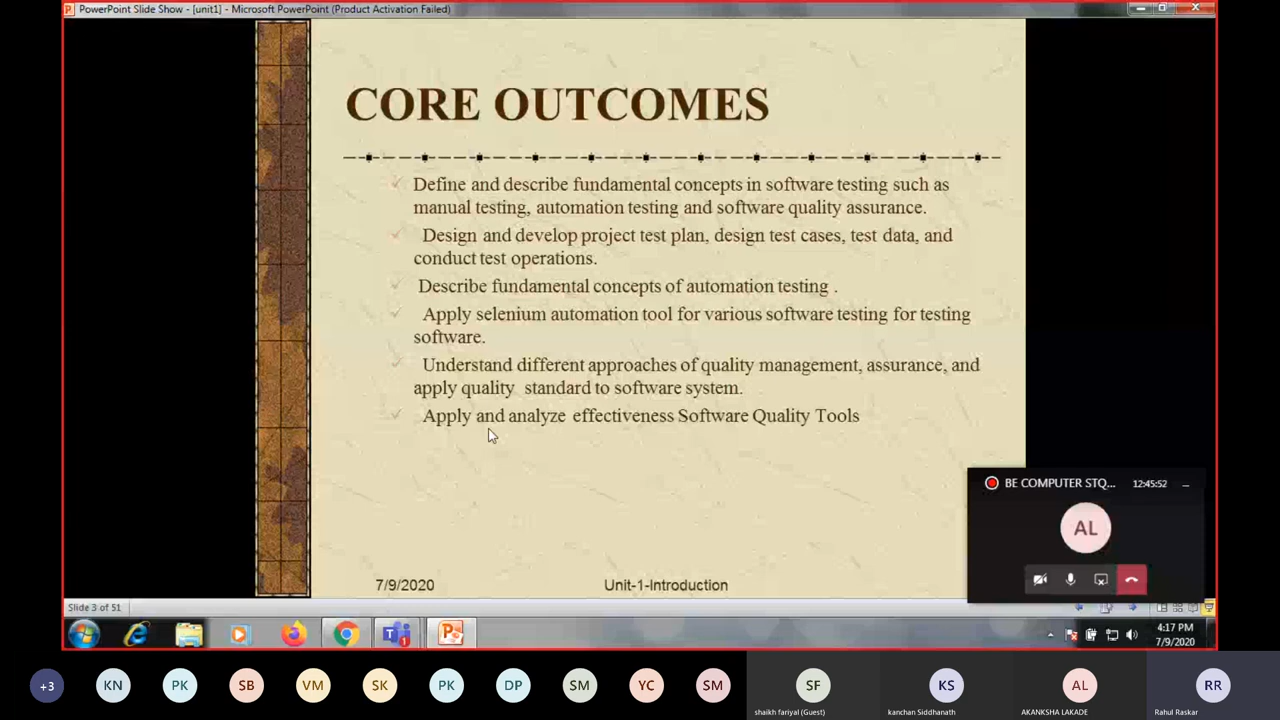 PowerPoint Slide Show - [unit1] - Microsoft PowerPoint (Product Activation Failed)
CORE OUTCOMES
Define and describe fundamental concepts in software testing such as
manual testing, automation testing and software quality assurance.
Design and develop project test plan, design test cases, test data, and
conduct test operations.
Describe fundamental concepts of automation testing .
Apply selenium automation tool for various software testing for testing
software.
Understand different approaches of quality management, assurance, and
apply quality standard to software system.
Apply and analyze effectiveness Software Quality Tools
BE COMPUTER STQ... 12:45:52
AL
7/9/2020 Unit-1-Introduction
Slide 3 of 51
4:17 PM
7/9/2020
+3 KN PK SB VM SK PK DP SM YC SM SF KS AL RR
shaikh fariyal (Guest) kanchan Siddhanath AKANKSHA LAKADE Rahul Raskar